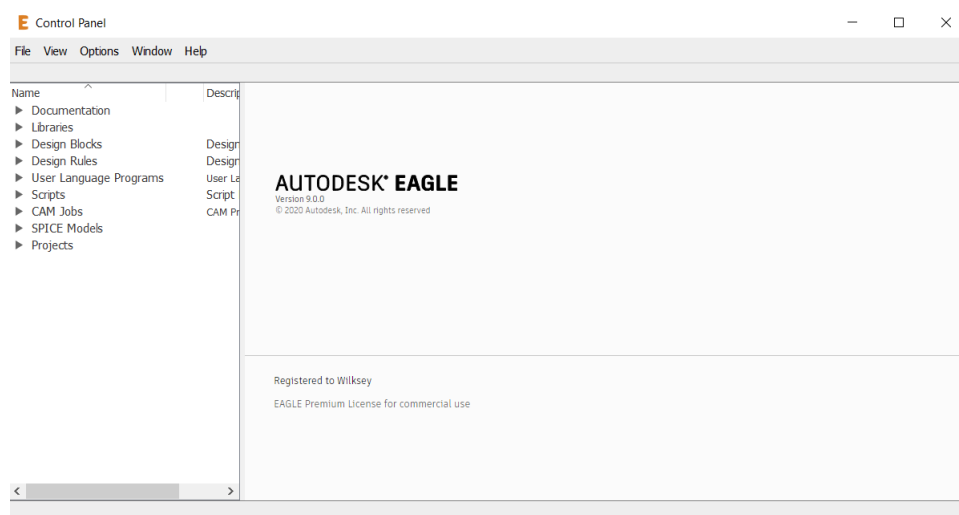 Control Panel
File View Options Window Help
Name Descrip
Documentation
Libraries
Design Blocks Design
Design Rules Design
User Language Programs User La
Scripts Script
CAM Jobs CAM Pr
SPICE Models
Projects
AUTODESK® EAGLE
Version 9.0.0
© 2020 Autodesk, Inc. All rights reserved
Registered to Wilksey
EAGLE Premium License for commercial use